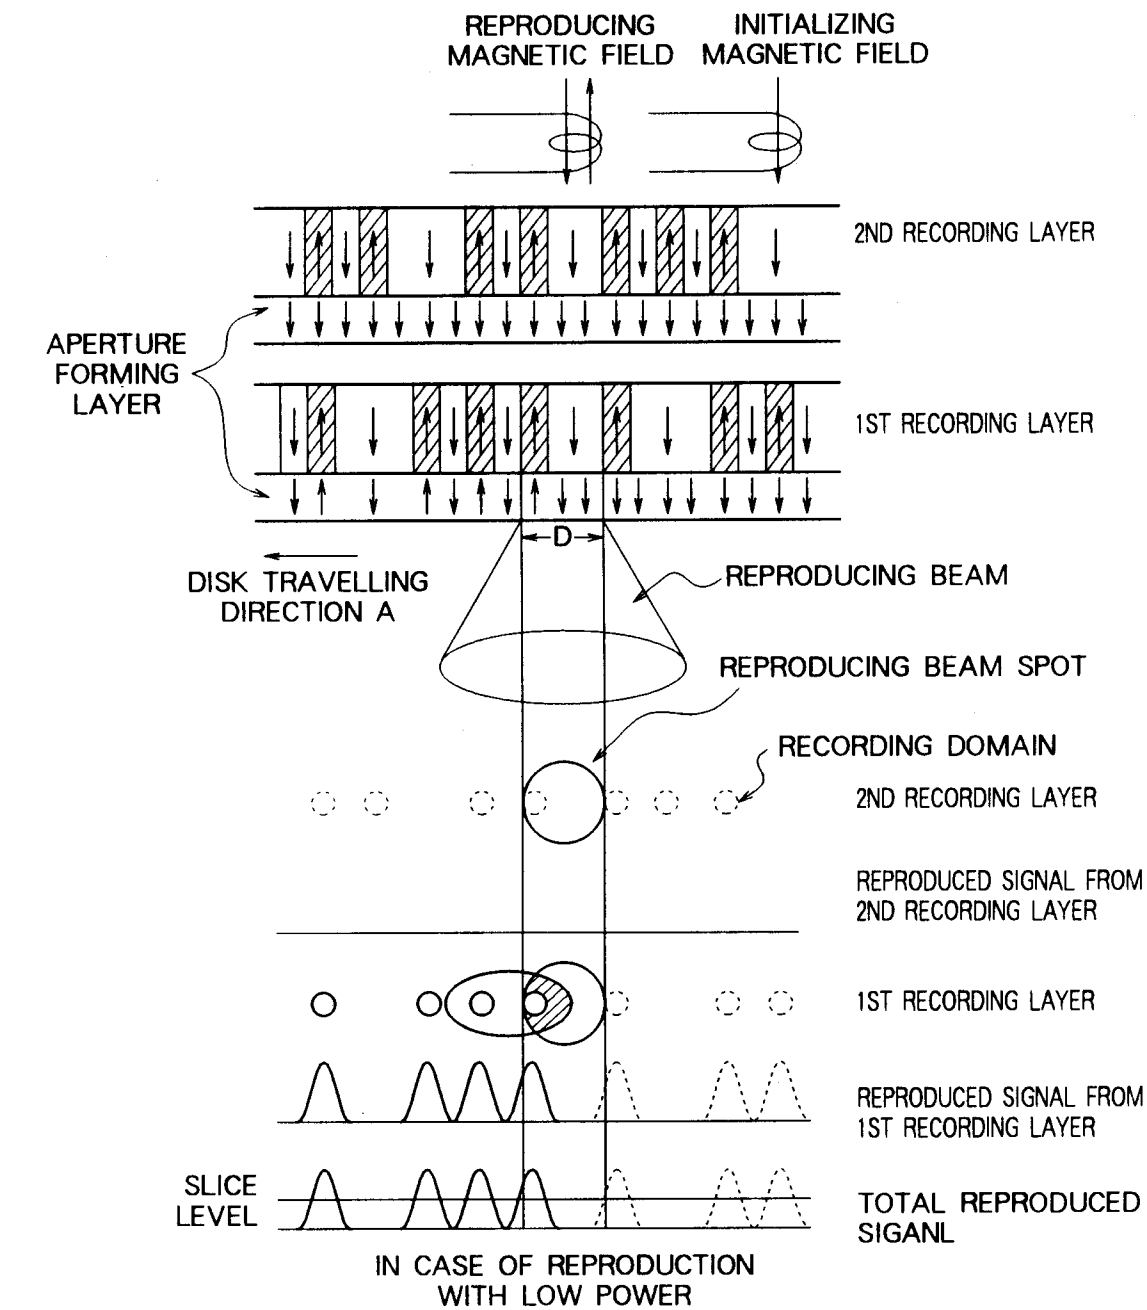 REPRODUCING
MAGNETIC FIELD
INITIALIZING
MAGNETIC FIELD
2ND RECORDING LAYER
APERTURE
FORMING
LAYER
1ST RECORDING LAYER
D
DISK TRAVELLING
DIRECTION A
REPRODUCING BEAM
REPRODUCING BEAM SPOT
RECORDING DOMAIN
2ND RECORDING LAYER
REPRODUCED SIGNAL FROM
2ND RECORDING LAYER
1ST RECORDING LAYER
REPRODUCED SIGNAL FROM
1ST RECORDING LAYER
SLICE
LEVEL
TOTAL REPRODUCED
SIGANL
IN CASE OF REPRODUCTION
WITH LOW POWER